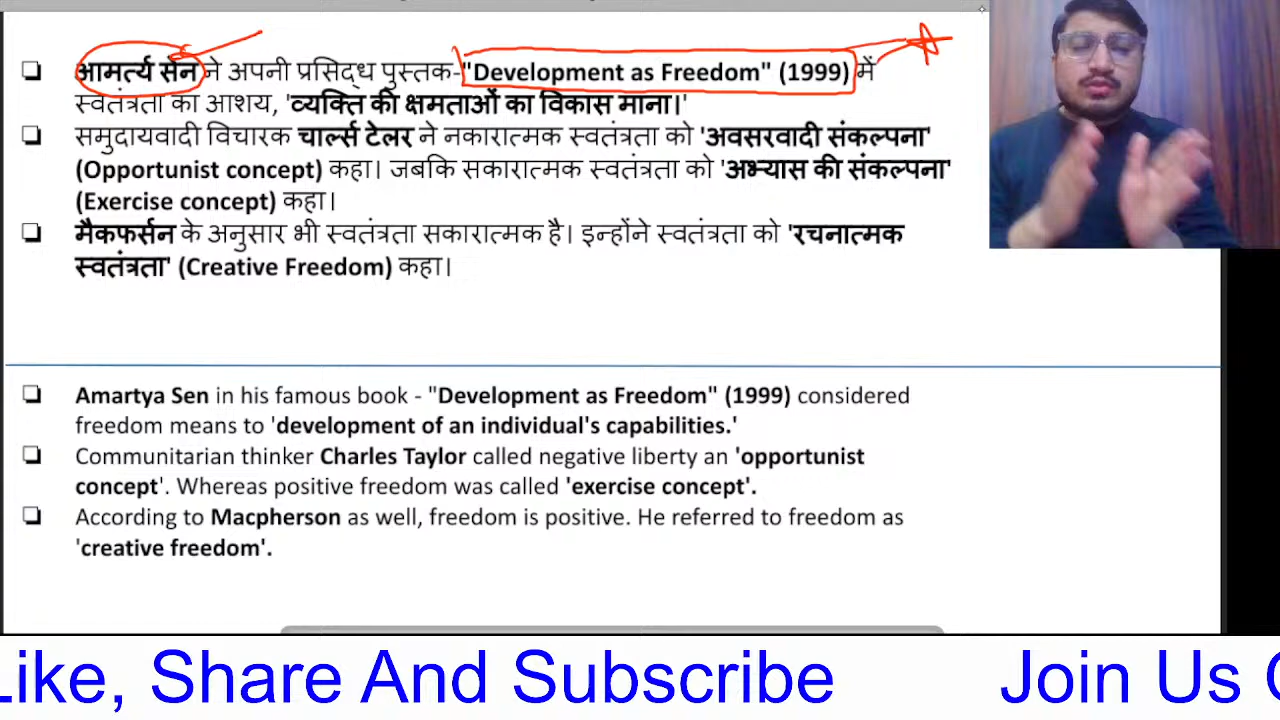 ❑ आमर्त्य सेन ने अपनी प्रसिद्ध पुस्तक-"Development as Freedom" (1999) में
स्वतंत्रता का आशय, 'व्यक्ति की क्षमताओं का विकास माना।'
❑ समुदायवादी विचारक चार्ल्स टेलर ने नकारात्मक स्वतंत्रता को 'अवसरवादी संकल्पना'
(Opportunist concept) कहा। जबकि सकारात्मक स्वतंत्रता को 'अभ्यास की संकल्पना'
(Exercise concept) कहा।
❑ मैकफर्सन के अनुसार भी स्वतंत्रता सकारात्मक है। इन्होंने स्वतंत्रता को 'रचनात्मक
स्वतंत्रता' (Creative Freedom) कहा।
❑ Amartya Sen in his famous book - "Development as Freedom" (1999) considered
freedom means to 'development of an individual's capabilities.'
❑ Communitarian thinker Charles Taylor called negative liberty an 'opportunist
concept'. Whereas positive freedom was called 'exercise concept'.
❑ According to Macpherson as well, freedom is positive. He referred to freedom as
'creative freedom'.
Like, Share And Subscribe Join Us